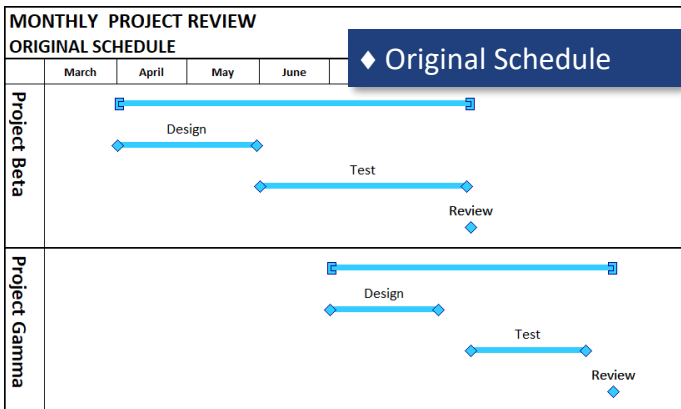 MONTHLY PROJECT REVIEW
ORIGINAL SCHEDULE
♦ Original Schedule
March April May June
Project Beta
Design
Test
Review
Project Gamma
Design
Test
Review